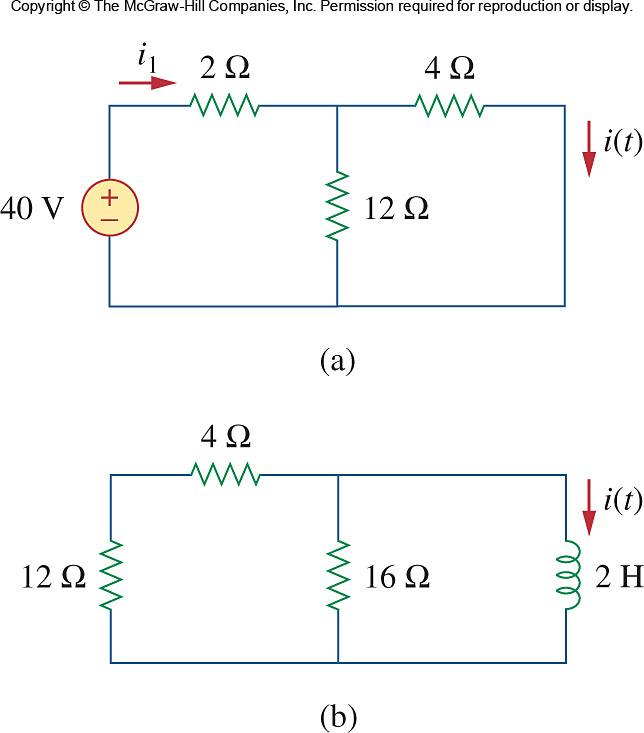 Copyright © The McGraw-Hill Companies, Inc. Permission required for reproduction or display.
i₁
2 Ω
4 Ω
i(t)
40 V
+
−
12 Ω
(a)
4 Ω
i(t)
12 Ω
16 Ω
2 H
(b)